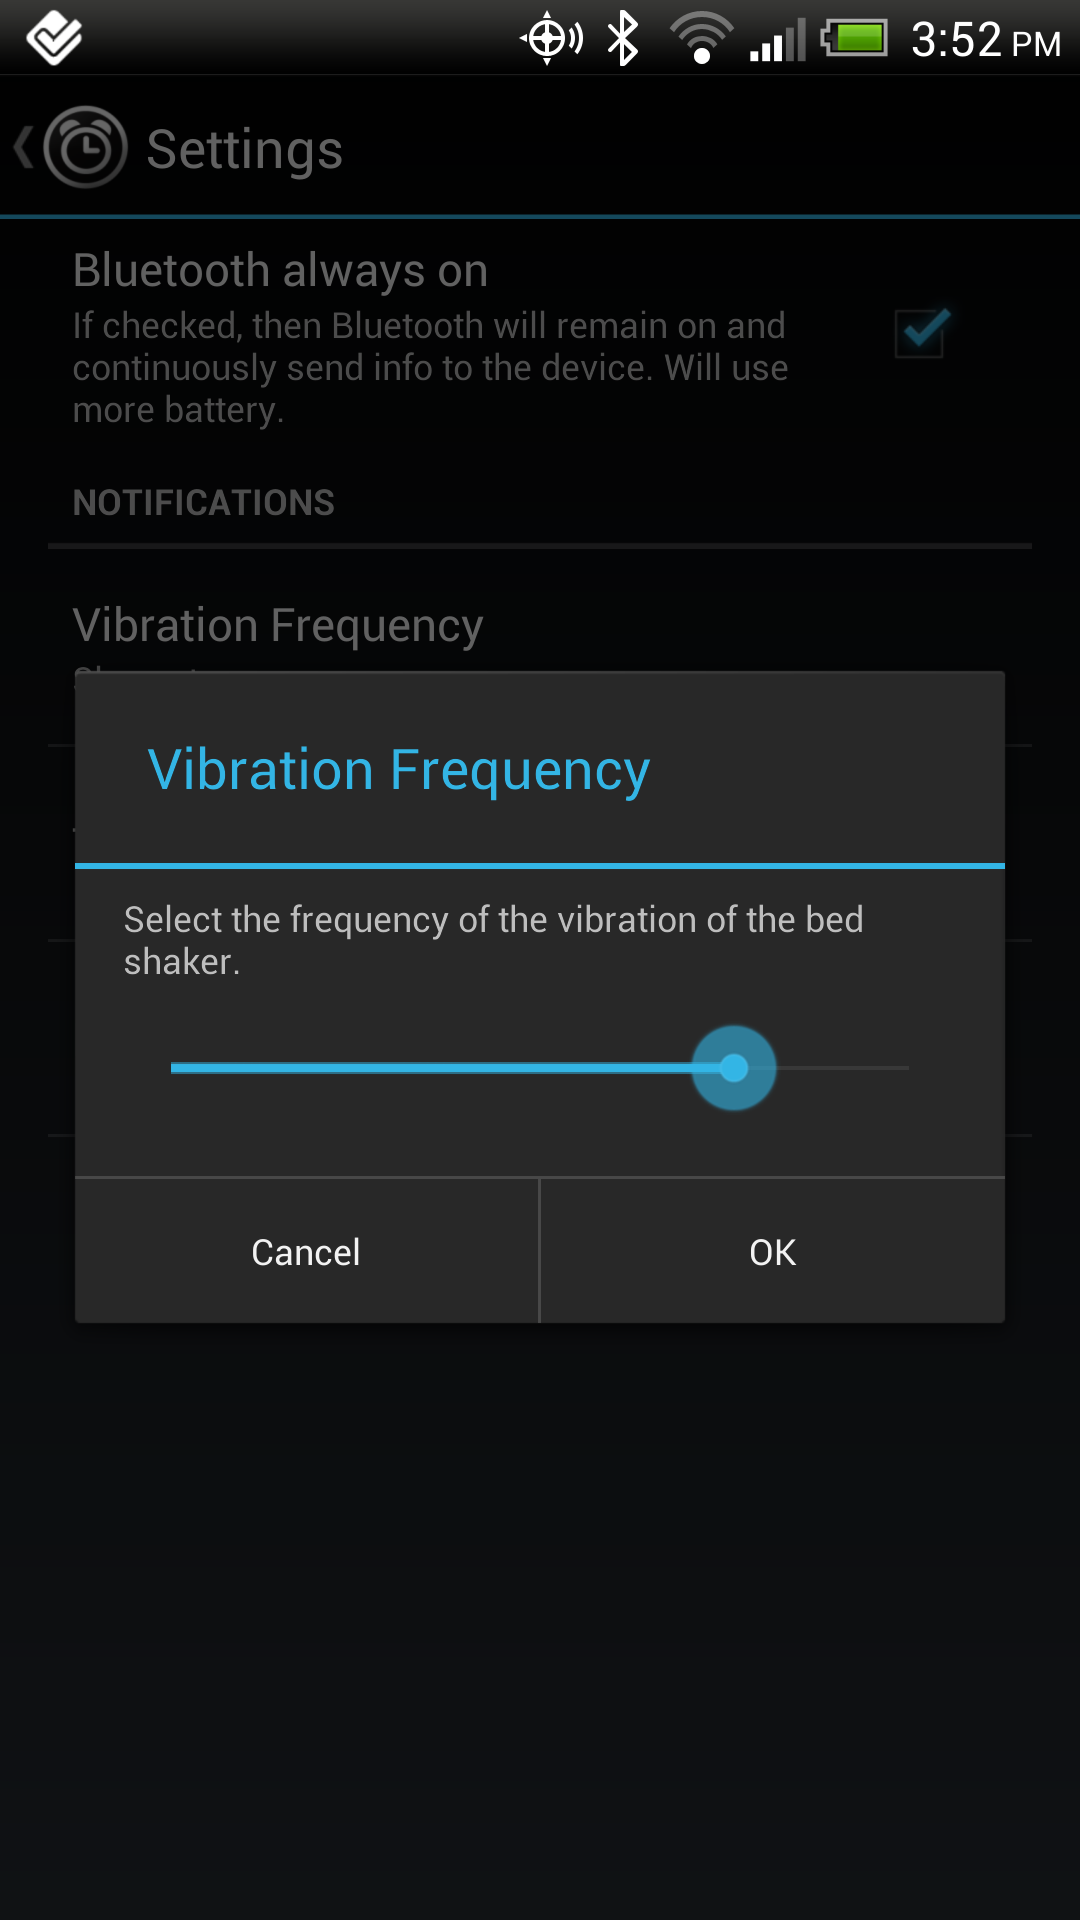 3:52 PM
Settings
Bluetooth always on
If checked, then Bluetooth will remain on and
continuously send info to the device. Will use
more battery.
NOTIFICATIONS
Vibration Frequency
Vibration Frequency
Select the frequency of the vibration of the bed
shaker.
Cancel
OK